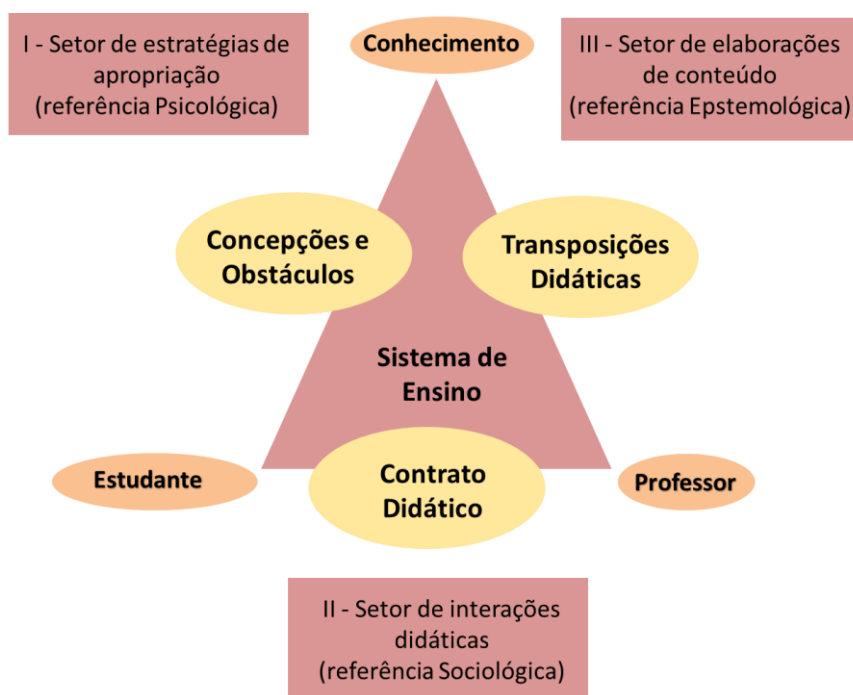 I - Setor de estratégias de
apropriação
(referência Psicológica)
Conhecimento
III - Setor de elaborações
de conteúdo
(referência Epstemológica)
Concepções e
Obstáculos
Transposições
Didáticas
Sistema de
Ensino
Estudante
Contrato
Didático
Professor
II - Setor de interações
didáticas
(referência Sociológica)